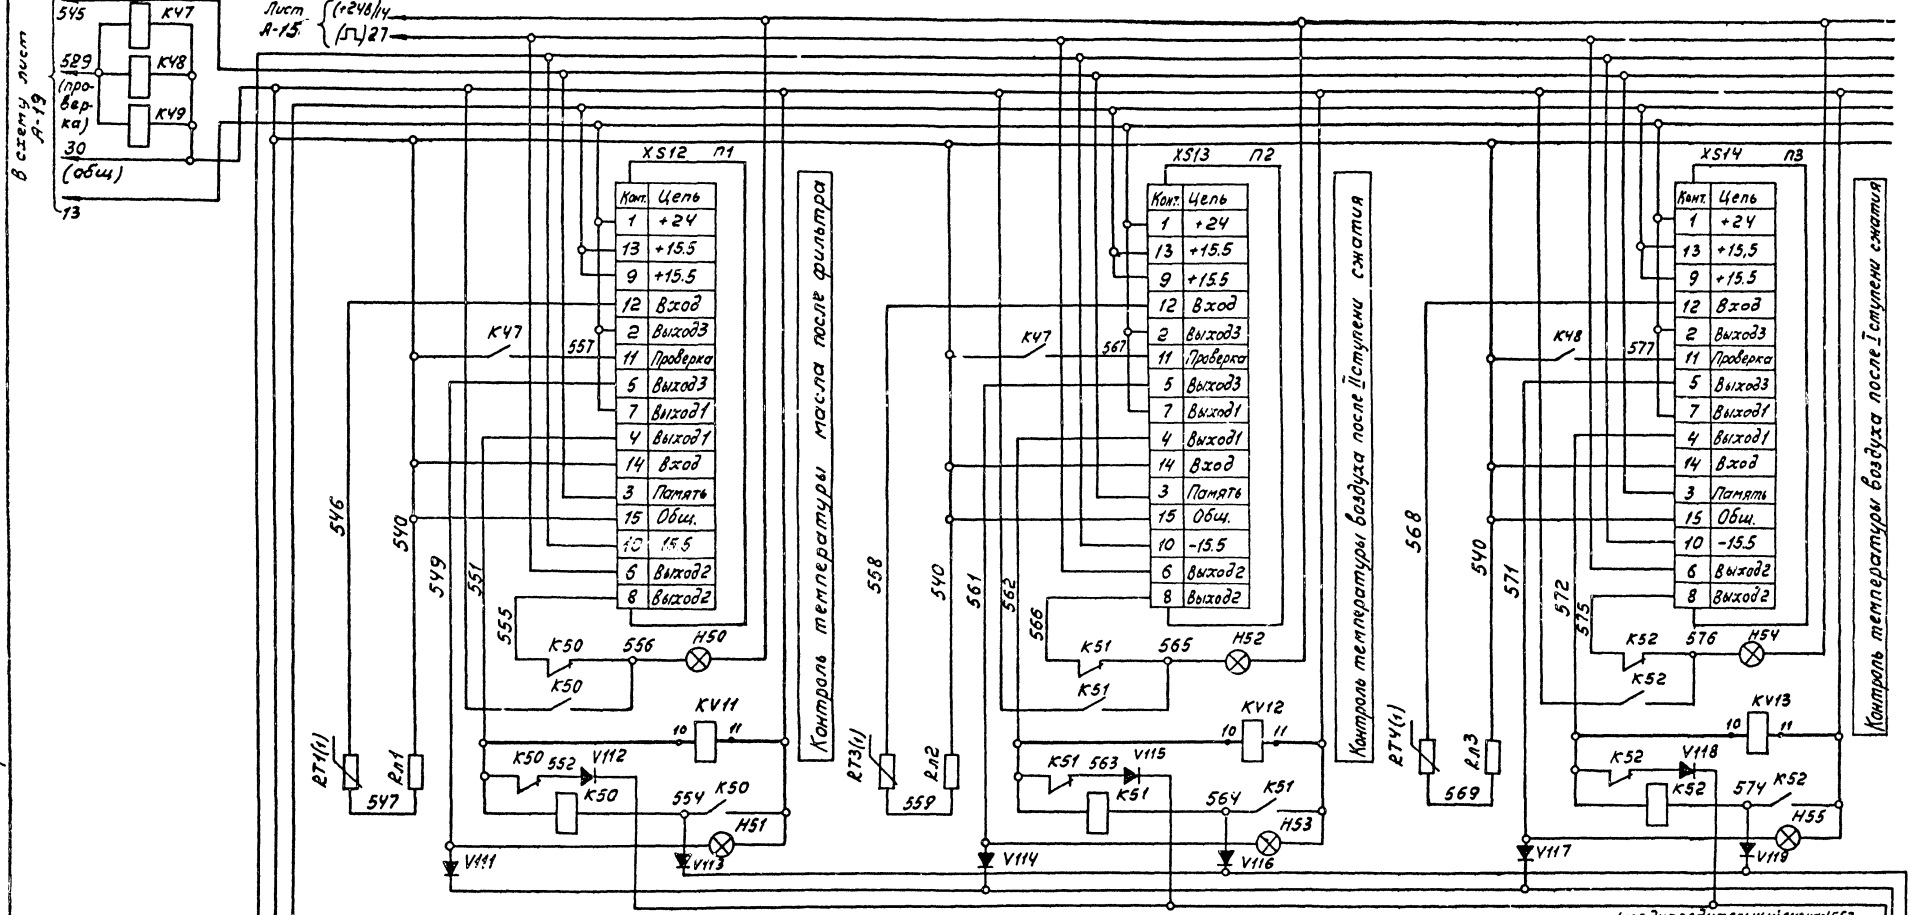 В схему лист
А-19
545
589
(про-
вер-
ка)
30
(общ)
13
К47
К48
К49
Лист
А-15
(+24В)14
27
XS12 П1
Конт. Цепь
1 +24
13 +15.5
9 +15.5
12 Вход
2 Выход3
11 Проверка
5 Выход3
7 Выход1
4 Выход1
14 Вход
3 Память
15 Общ.
10 15.5
6 Выход2
8 Выход2
К47
557
546
540
549
551
555
К50
556
Н50
К50
KV11
10
11
К50
552
V112
К50
554
К50
Н51
RT1(1)
547
Rл1
V111
V113
Контроль температуры масла после фильтра
XS13 П2
Конт. Цепь
1 +24
13 +15.5
9 +15.5
12 Вход
2 Выход3
11 Проверка
5 Выход3
7 Выход1
4 Выход1
14 Вход
3 Память
15 Общ.
10 -15.5
6 Выход2
8 Выход2
К47
567
558
540
561
562
566
К51
565
Н52
К51
KV12
10
11
К51
563
V115
К51
564
К51
Н53
RT3(1)
559
Rл2
V114
V116
Контроль температуры воздуха после II ступени сжатия
XS14 П3
Конт. Цепь
1 +24
13 +15,5
9 +15.5
12 Вход
2 Выход3
11 Проверка
5 Выход3
7 Выход1
4 Выход1
14 Вход
3 Память
15 Общ.
10 -15.5
6 Выход2
8 Выход2
К48
577
568
540
571
572
575
К52
576
Н54
К52
KV13
10
11
К52
V118
К52
574
К52
Н55
RT4(1)
569
Rл3
V117
V119
Контроль температуры воздуха после I ступени сжатия